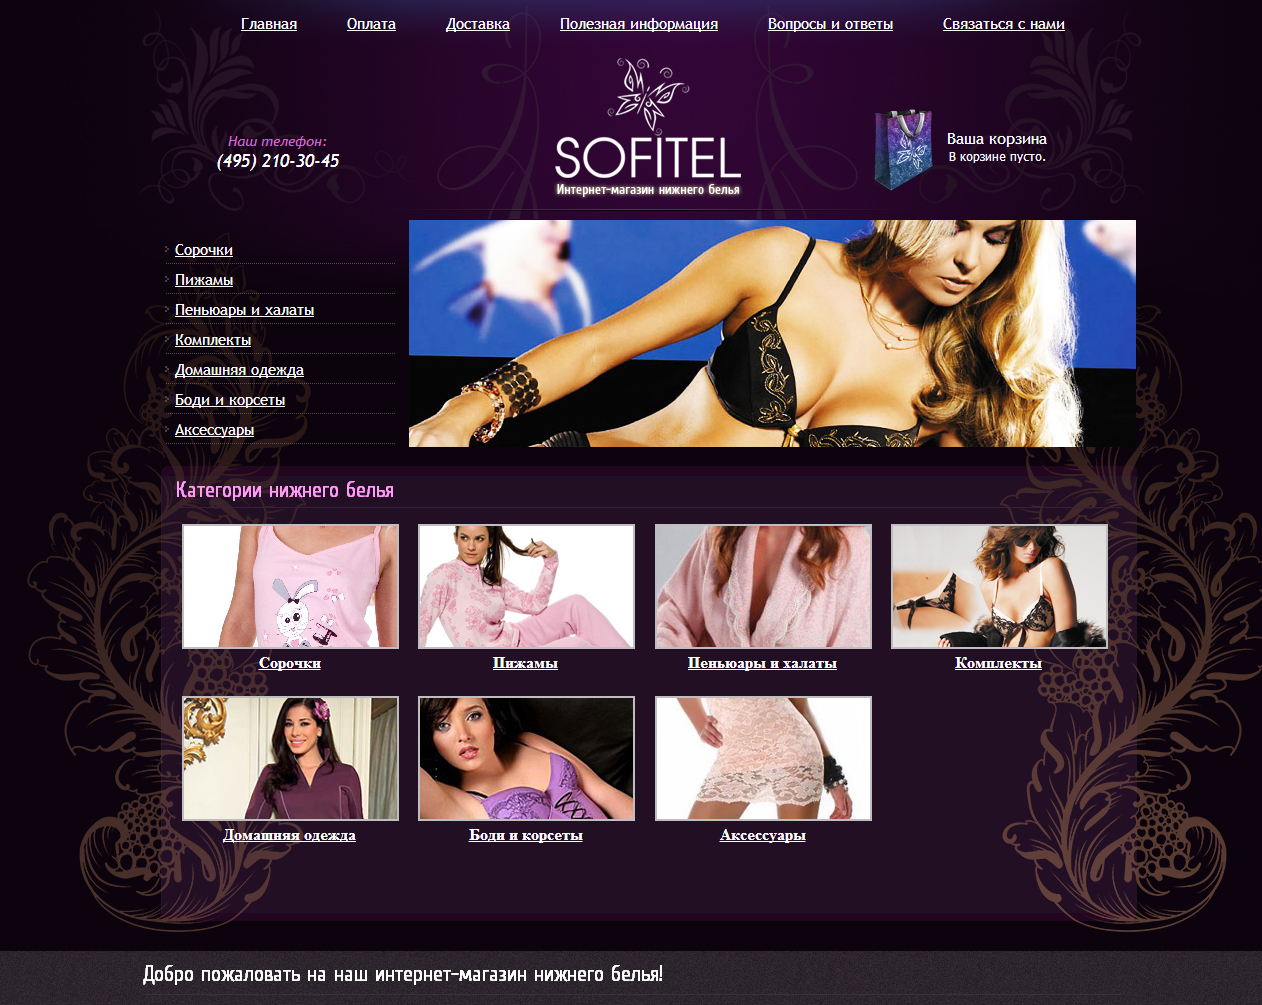 Главная Оплата Доставка Полезная информация Вопросы и ответы Связаться с нами
Наш телефон:
(495) 210-30-45
SOFITEL
Интернет-магазин нижнего белья
Ваша корзина
В корзине пусто.
Сорочки
Пижамы
Пеньюары и халаты
Комплекты
Домашняя одежда
Боди и корсеты
Аксессуары
Категории нижнего белья
Сорочки Пижамы Пеньюары и халаты Комплекты
Домашняя одежда Боди и корсеты Аксессуары
Добро пожаловать на наш интернет-магазин нижнего белья!